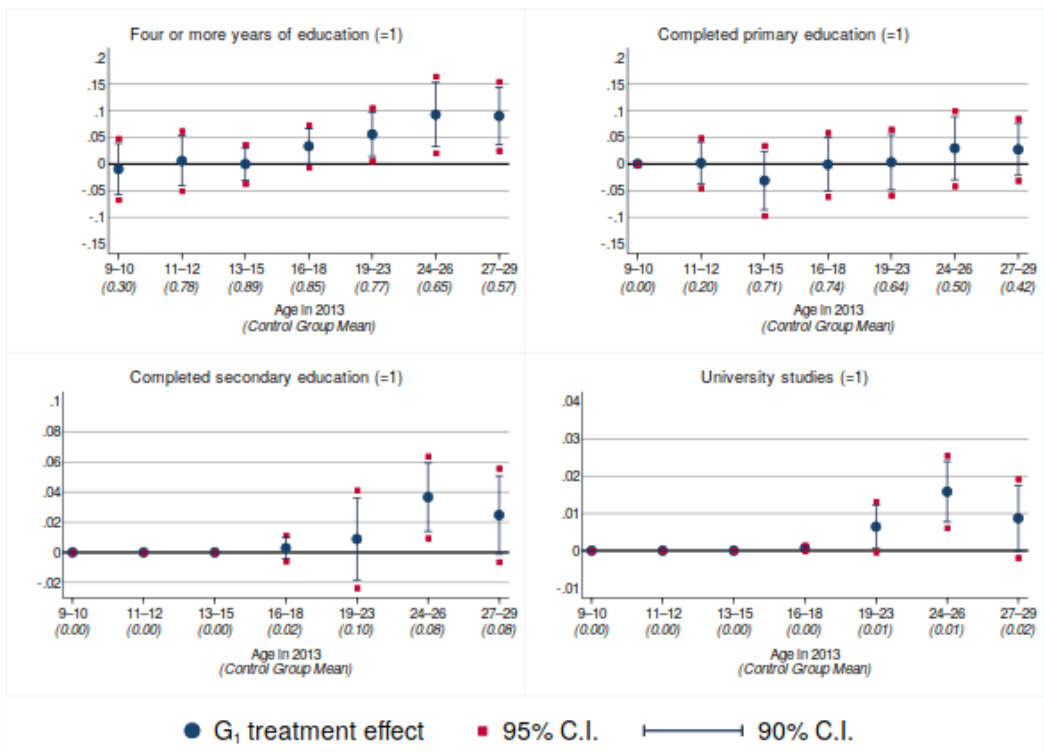 Four or more years of education (=1)
.2
.15
.1
.05
0
-.05
-.1
-.15
9–10 11–12 13–15 16–18 19–23 24–26 27–29
(0.30) (0.78) (0.89) (0.85) (0.77) (0.65) (0.57)
Age in 2013
(Control Group Mean)
Completed primary education (=1)
.2
.15
.1
.05
0
-.05
-.1
-.15
9–10 11–12 13–15 16–18 19–23 24–26 27–29
(0.00) (0.20) (0.71) (0.74) (0.64) (0.50) (0.42)
Age in 2013
(Control Group Mean)
Completed secondary education (=1)
.1
.08
.06
.04
.02
0
-.02
9–10 11–12 13–15 16–18 19–23 24–26 27–29
(0.00) (0.00) (0.00) (0.02) (0.10) (0.08) (0.08)
Age in 2013
(Control Group Mean)
University studies (=1)
.04
.03
.02
.01
0
-.01
9–10 11–12 13–15 16–18 19–23 24–26 27–29
(0.00) (0.00) (0.00) (0.00) (0.01) (0.01) (0.02)
Age in 2013
(Control Group Mean)
G₁ treatment effect 95% C.I. 90% C.I.